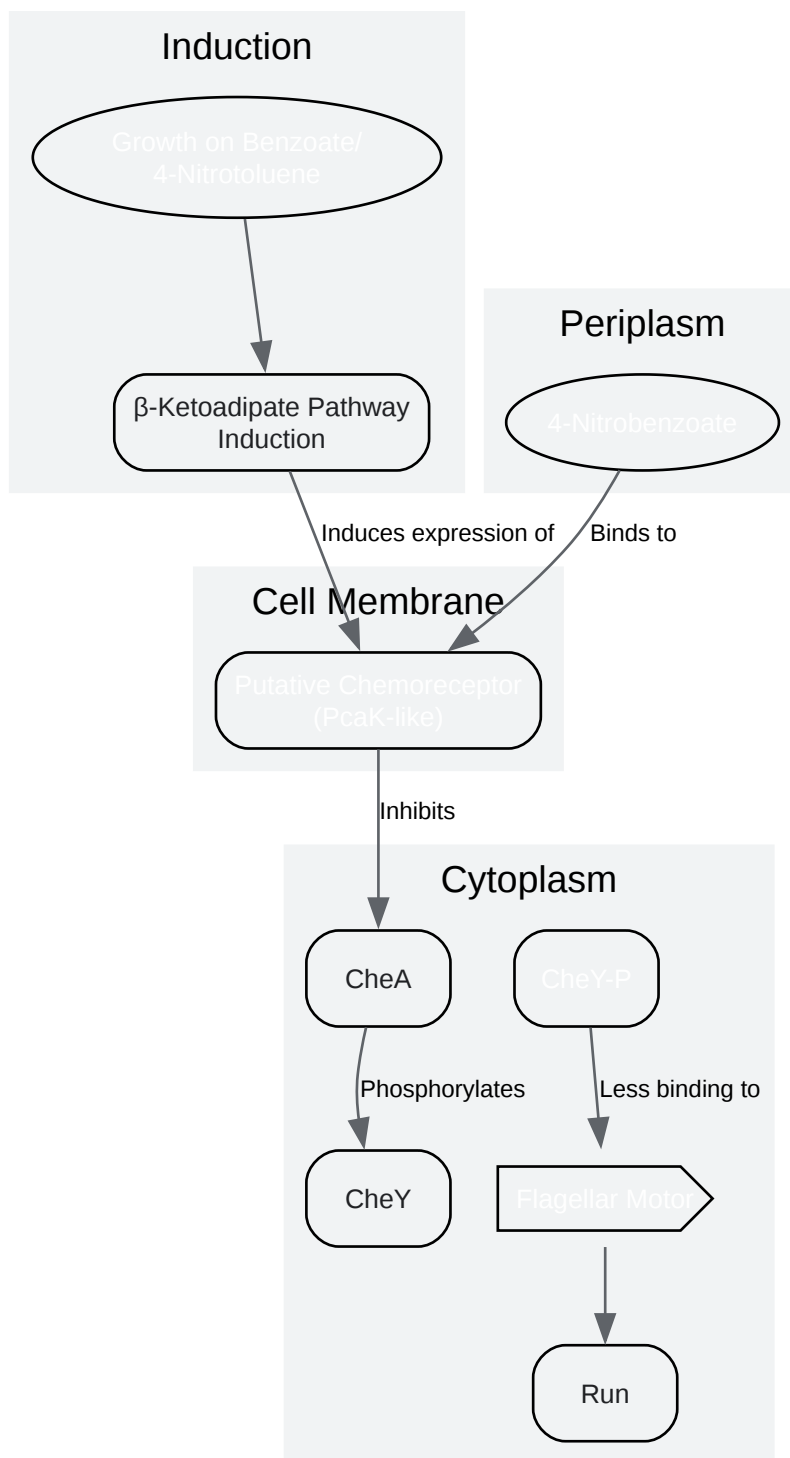 Induction
Growth on Benzoate/
4-Nitrotoluene
Periplasm
β-Ketoadipate Pathway
Induction
4-Nitrobenzoate
Induces expression of
Binds to
Cell Membrane
Putative Chemoreceptor
(PcaK-like)
Inhibits
Cytoplasm
CheA
CheY-P
Phosphorylates
Less binding to
CheY
Flagellar Motor
Run